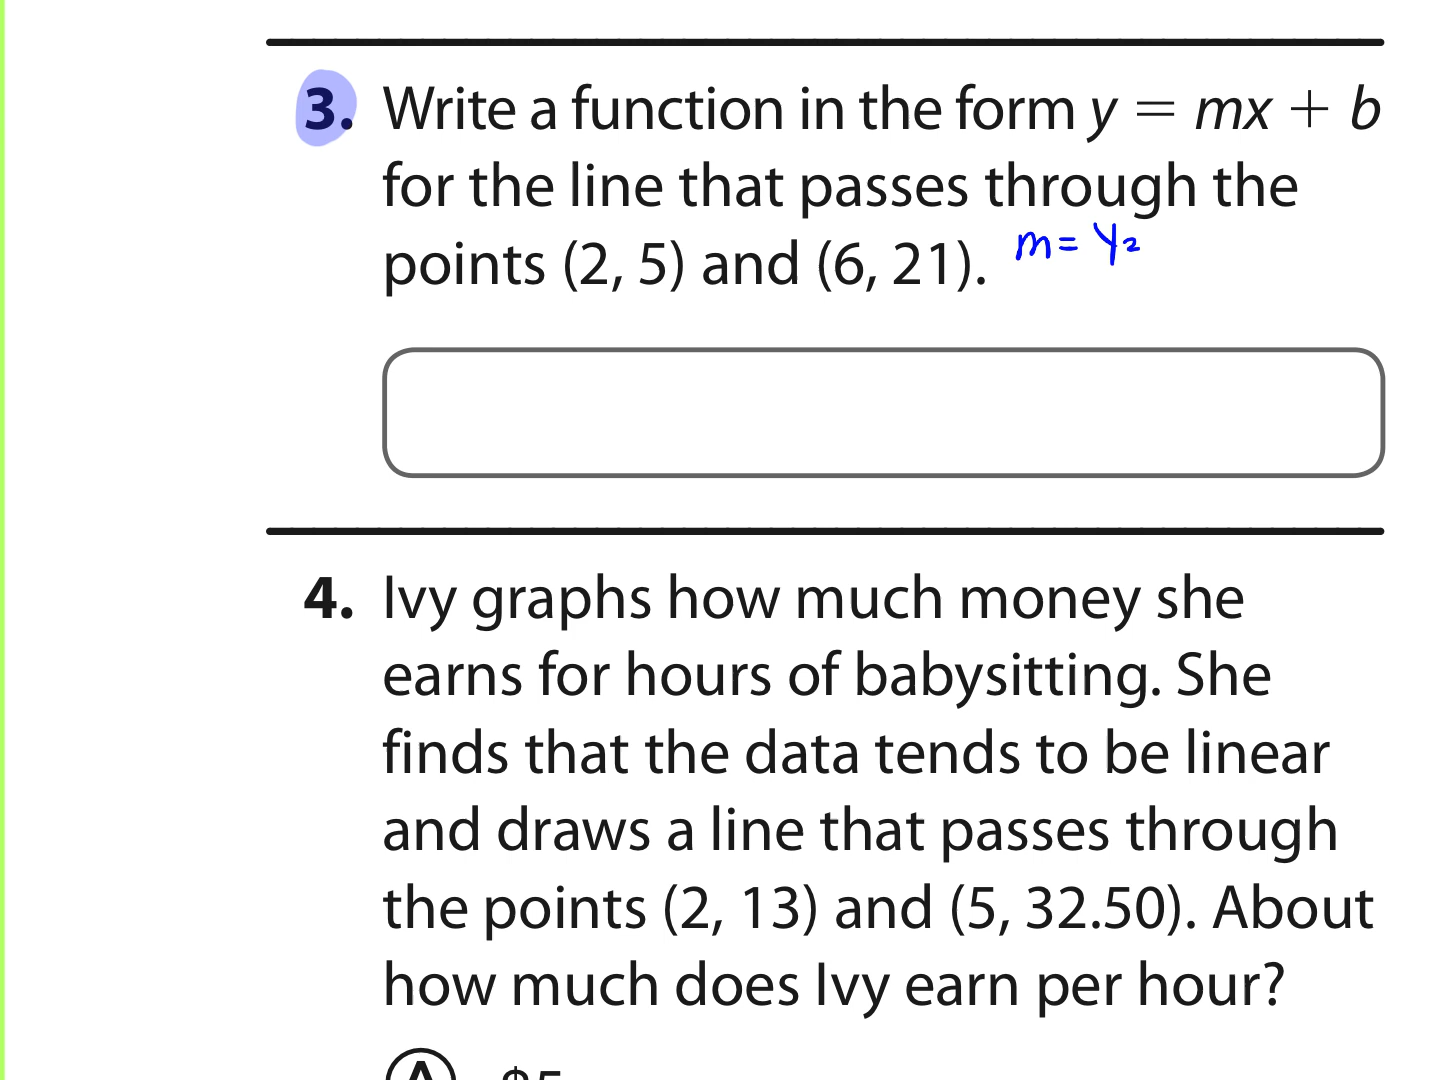 3. Write a function in the form y = mx + b
for the line that passes through the
points (2, 5) and (6, 21). m = y₂
4. Ivy graphs how much money she
earns for hours of babysitting. She
finds that the data tends to be linear
and draws a line that passes through
the points (2, 13) and (5, 32.50). About
how much does Ivy earn per hour?
A $5